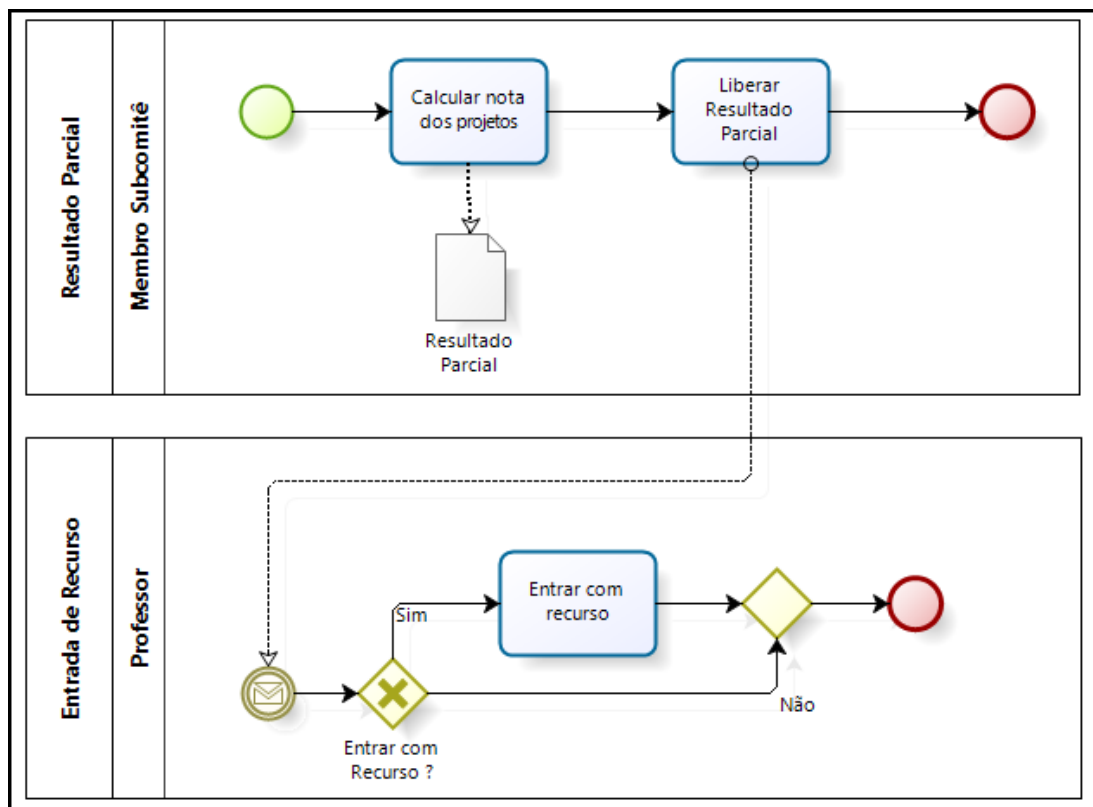 Resultado Parcial
Membro Subcomitê
Calcular nota
dos projetos
Liberar
Resultado
Parcial
Resultado
Parcial
Entrada de Recurso
Professor
Sim
Entrar com
recurso
Não
Entrar com
Recurso ?